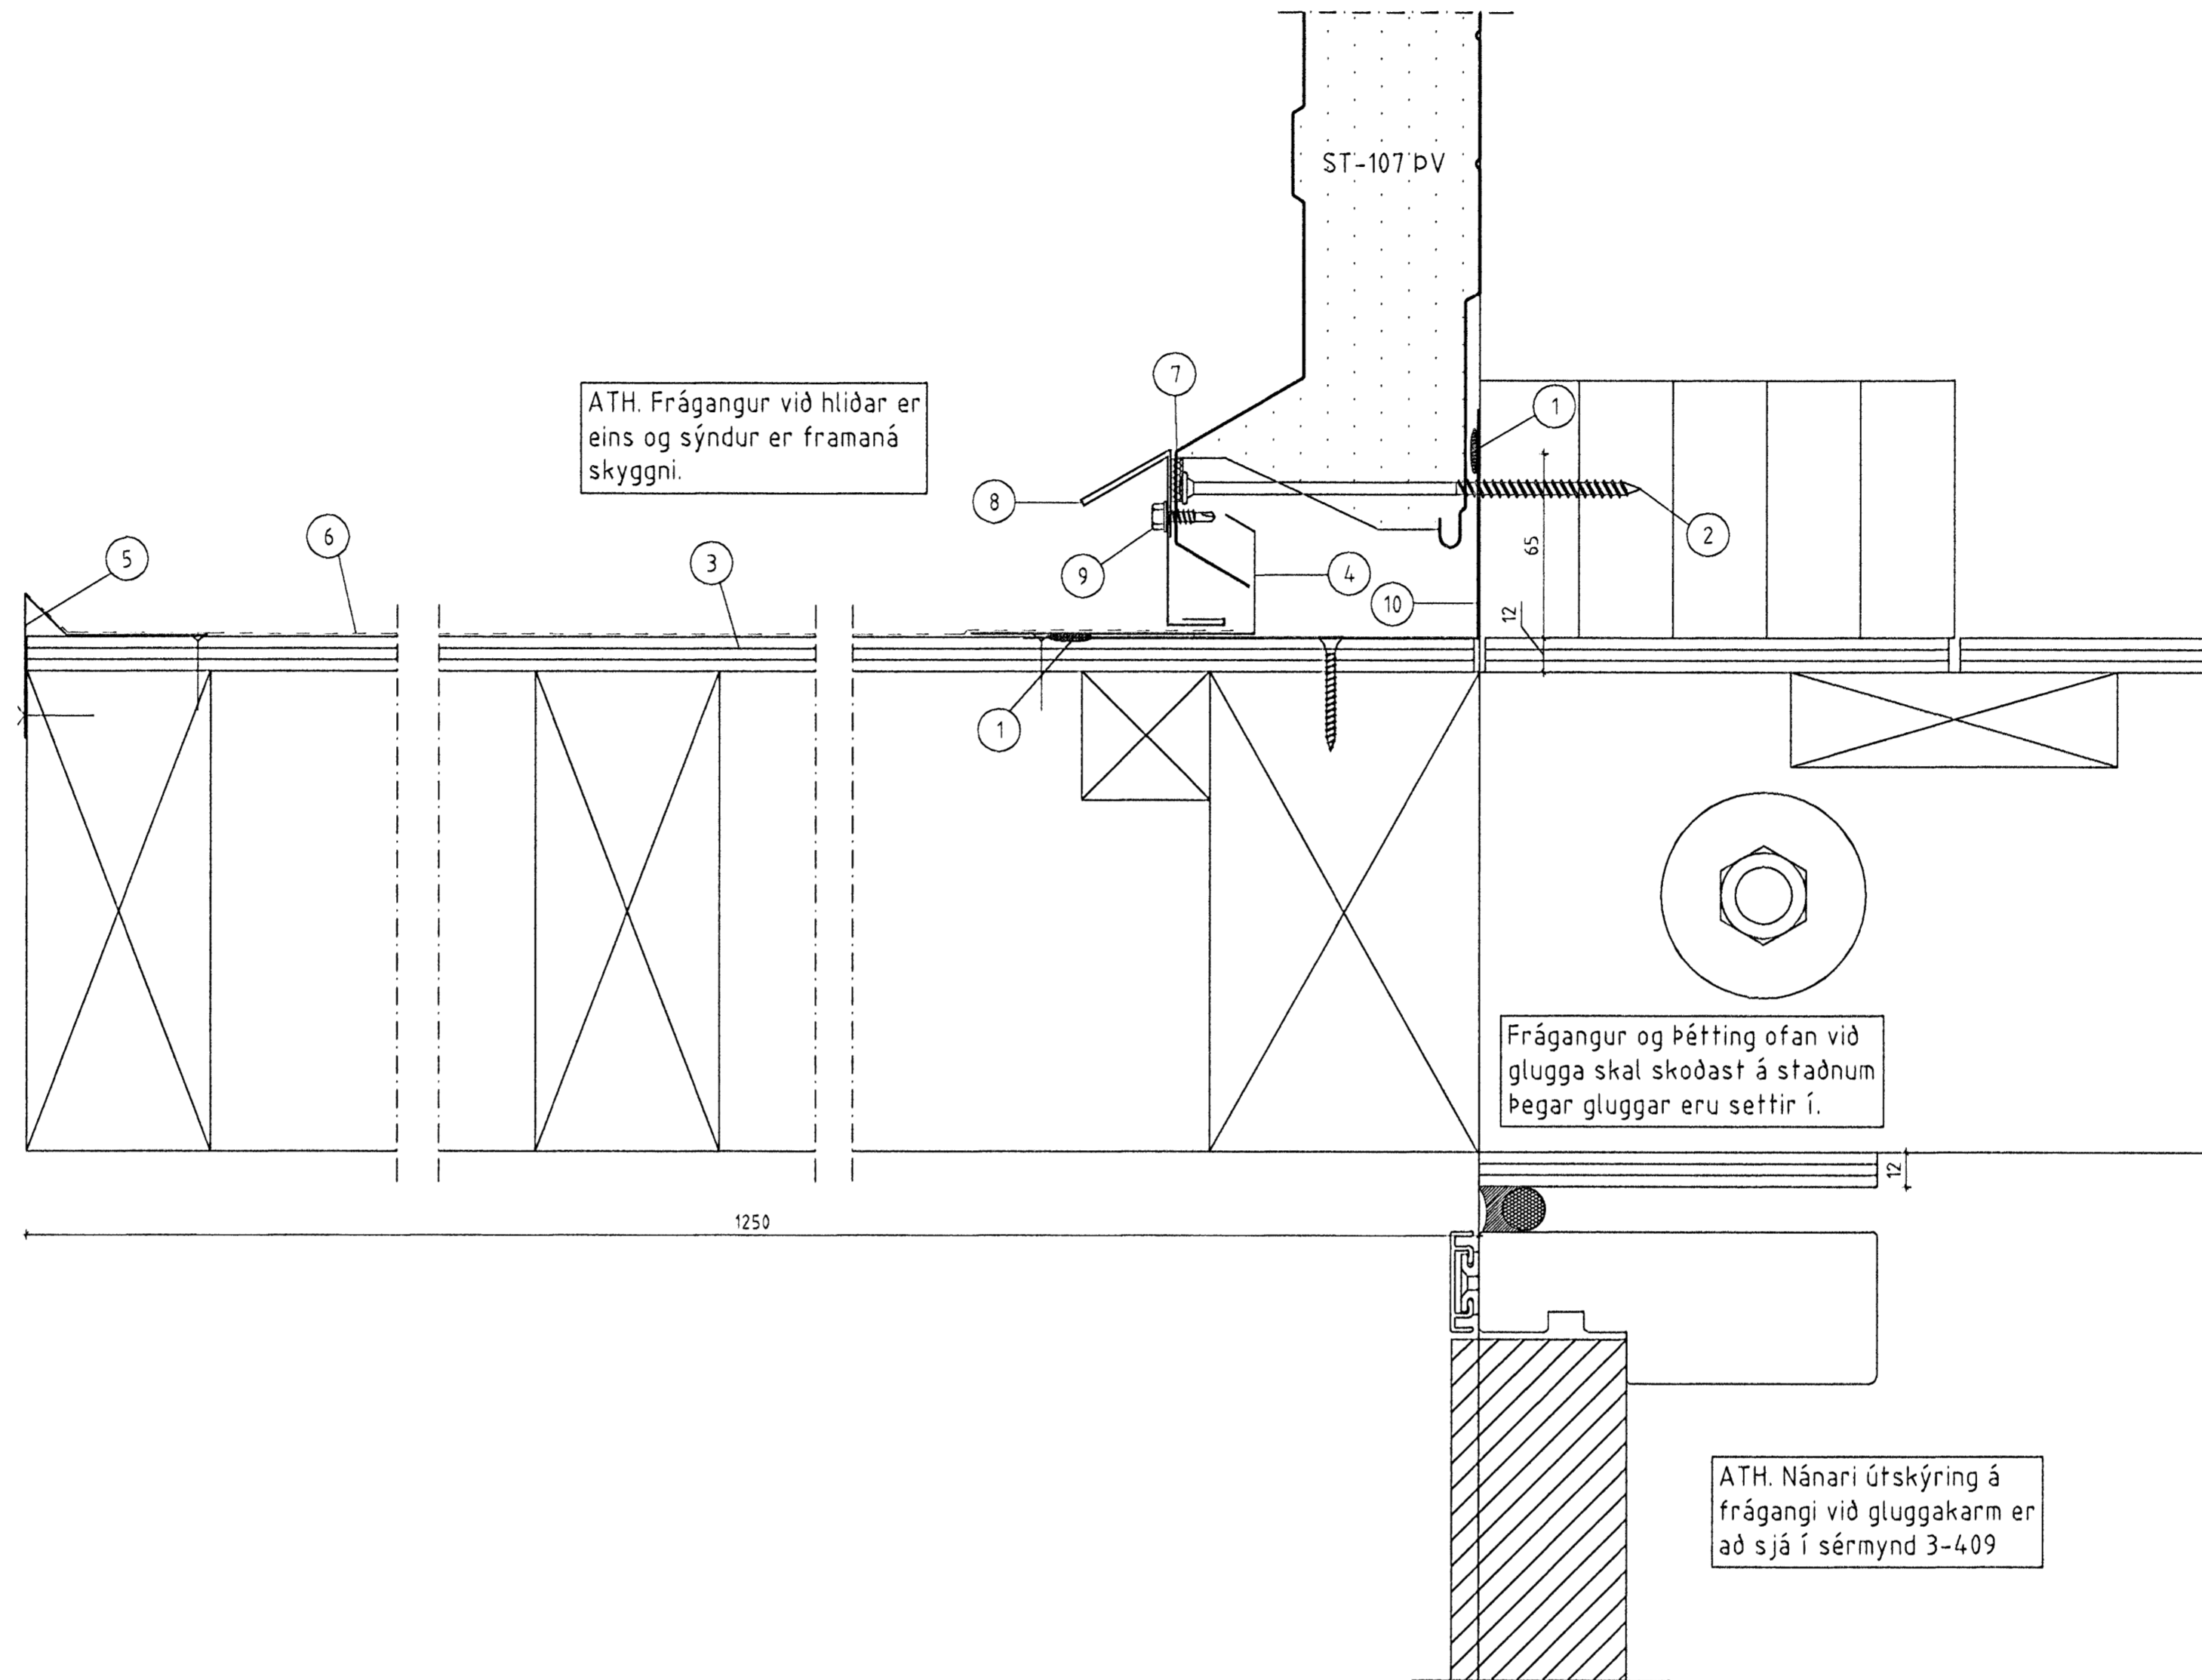 ST-107 ÞV
ATH. Frágangur við hliðar er
eins og sýndur er framaná
skyggni.
7
1
8
2
6
5
3
9
4
10
65
12
1
Frágangur og Þétting ofan við
glugga skal skoðast á staðnum
Þegar gluggar eru settir í.
12
1250
ATH. Nánari útskýring á
frágangi við gluggakarm er
að sjá í sérmynd 3-409